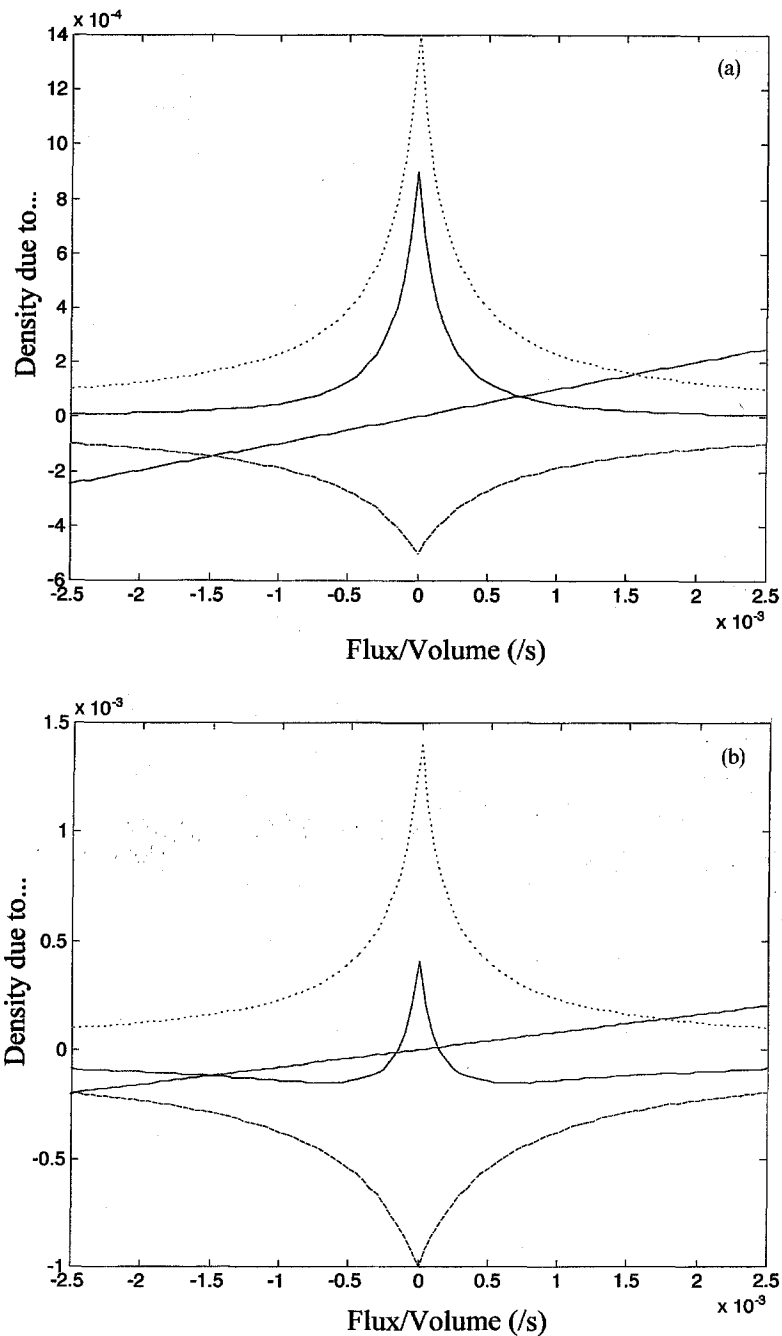 x 10⁻⁴
14
12
10
8
6
4
2
0
-2
-4
-6
Density due to...
(a)
-2.5 -2 -1.5 -1 -0.5 0 0.5 1 1.5 2 2.5
x 10⁻³
Flux/Volume (/s)
x 10⁻³
1.5
1
0.5
0
-0.5
-1
Density due to...
(b)
-2.5 -2 -1.5 -1 -0.5 0 0.5 1 1.5 2 2.5
x 10⁻³
Flux/Volume (/s)